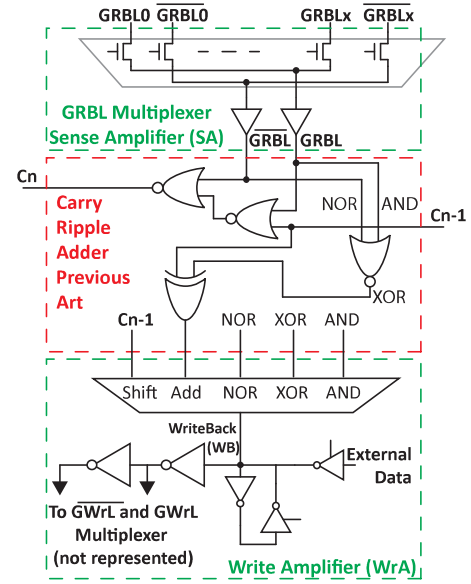 GRBL0 GRBL0 GRBLx GRBLx
GRBL Multiplexer
Sense Amplifier (SA)
GRBL GRBL
Cn
Carry
Ripple
Adder
Previous
Art
NOR AND
Cn-1
XOR
Cn-1 NOR XOR AND
Shift Add NOR XOR AND
WriteBack
(WB)
External
Data
To GWrL and GWrL
Multiplexer
(not represented)
Write Amplifier (WrA)